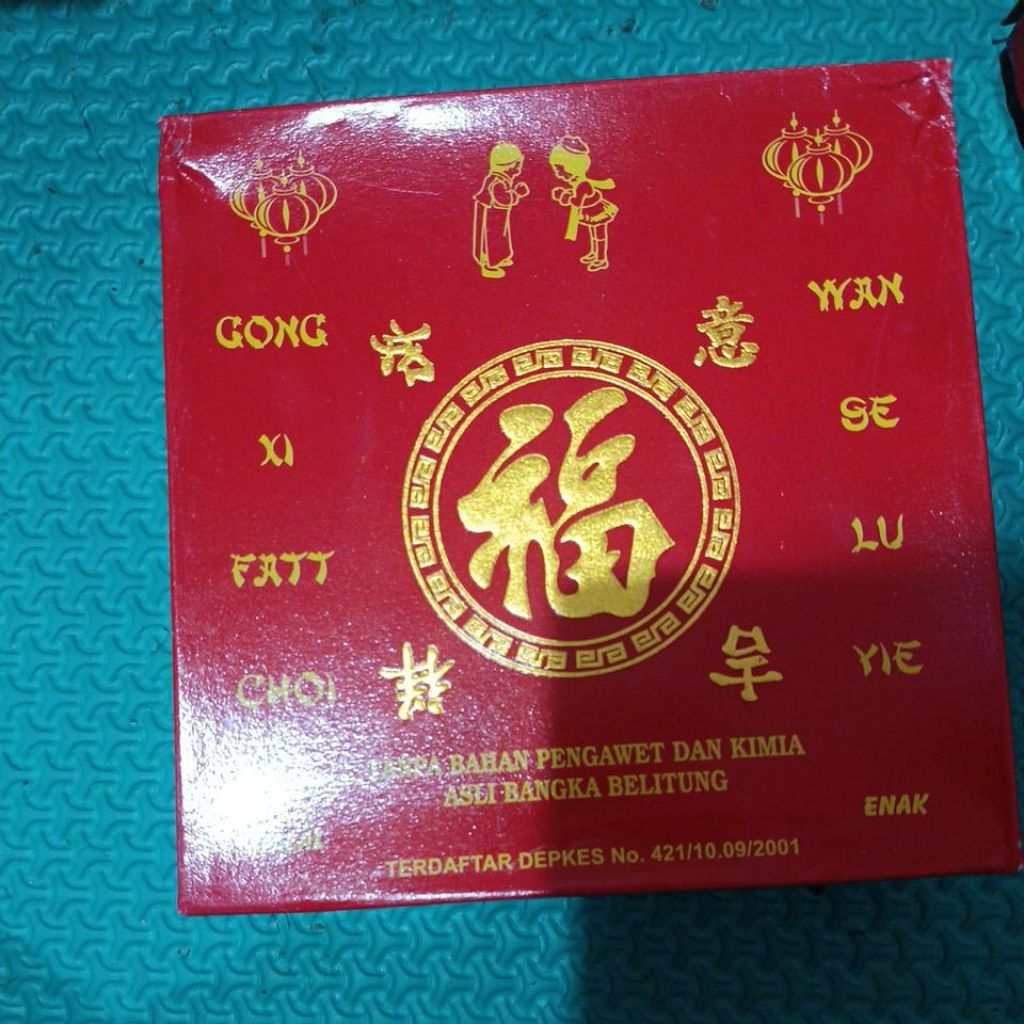 GONG
XI
FATT
CHOI
意
福
祥
吉
WAN
SE
LU
YIE
TANPA BAHAN PENGAWET DAN KIMIA
ASLI BANGKA BELITUNG
ENAK
TERDAFTAR DEPKES No. 421/10.09/2001